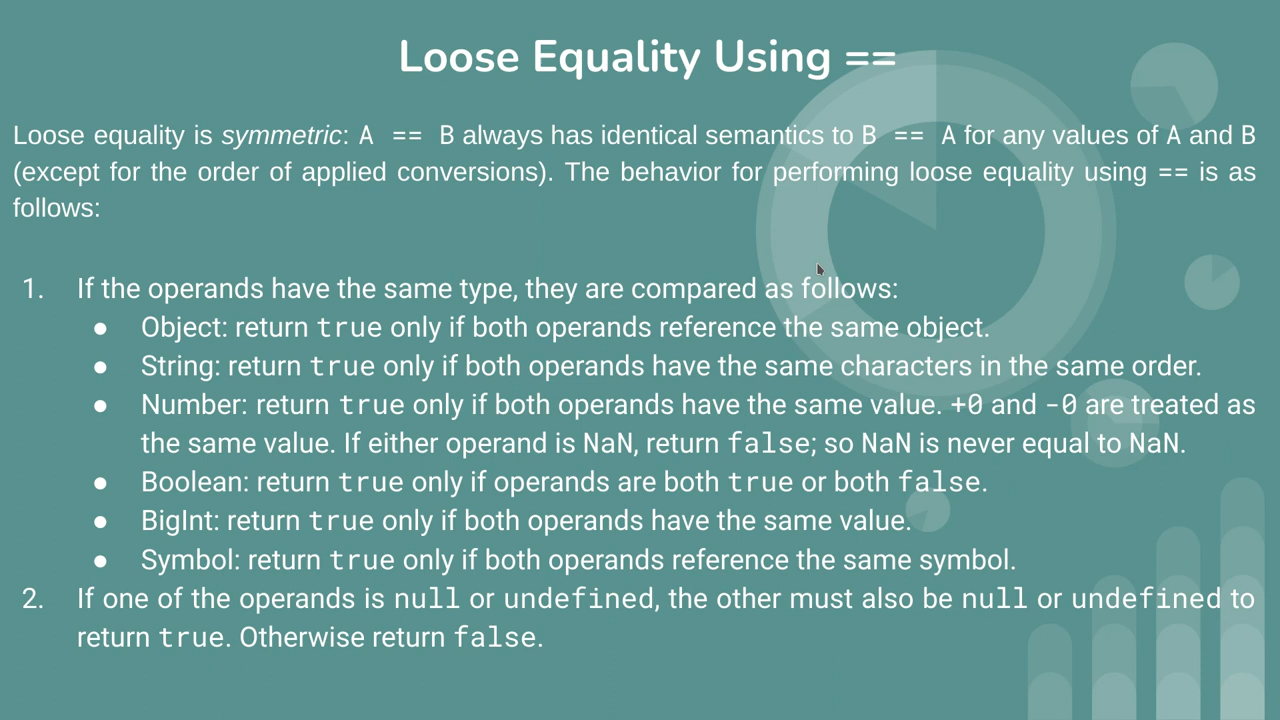 Loose Equality Using ==
Loose equality is symmetric: A == B always has identical semantics to B == A for any values of A and B
(except for the order of applied conversions). The behavior for performing loose equality using == is as
follows:
1. If the operands have the same type, they are compared as follows:
● Object: return true only if both operands reference the same object.
● String: return true only if both operands have the same characters in the same order.
● Number: return true only if both operands have the same value. +0 and -0 are treated as
the same value. If either operand is NaN, return false; so NaN is never equal to NaN.
● Boolean: return true only if operands are both true or both false.
● BigInt: return true only if both operands have the same value.
● Symbol: return true only if both operands reference the same symbol.
2. If one of the operands is null or undefined, the other must also be null or undefined to
return true. Otherwise return false.